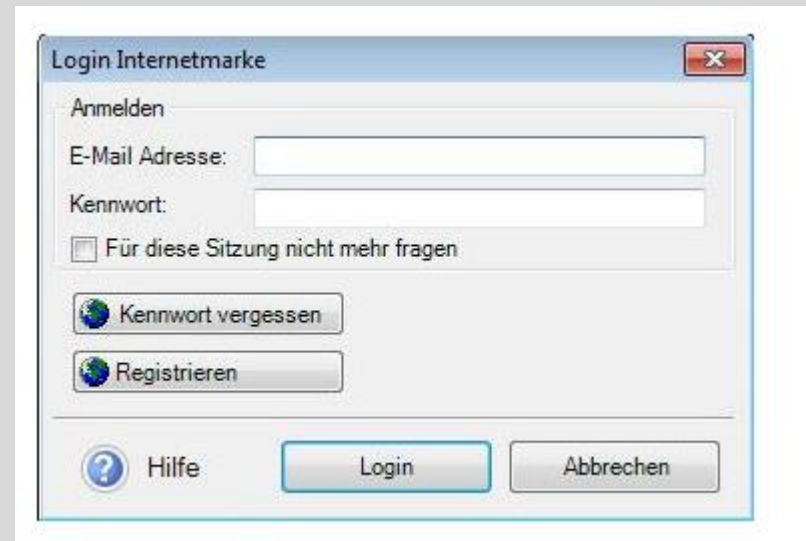 Login Internetmarke
Anmelden
E-Mail Adresse:
Kennwort:
Für diese Sitzung nicht mehr fragen
Kennwort vergessen
Registrieren
Hilfe Login Abbrechen